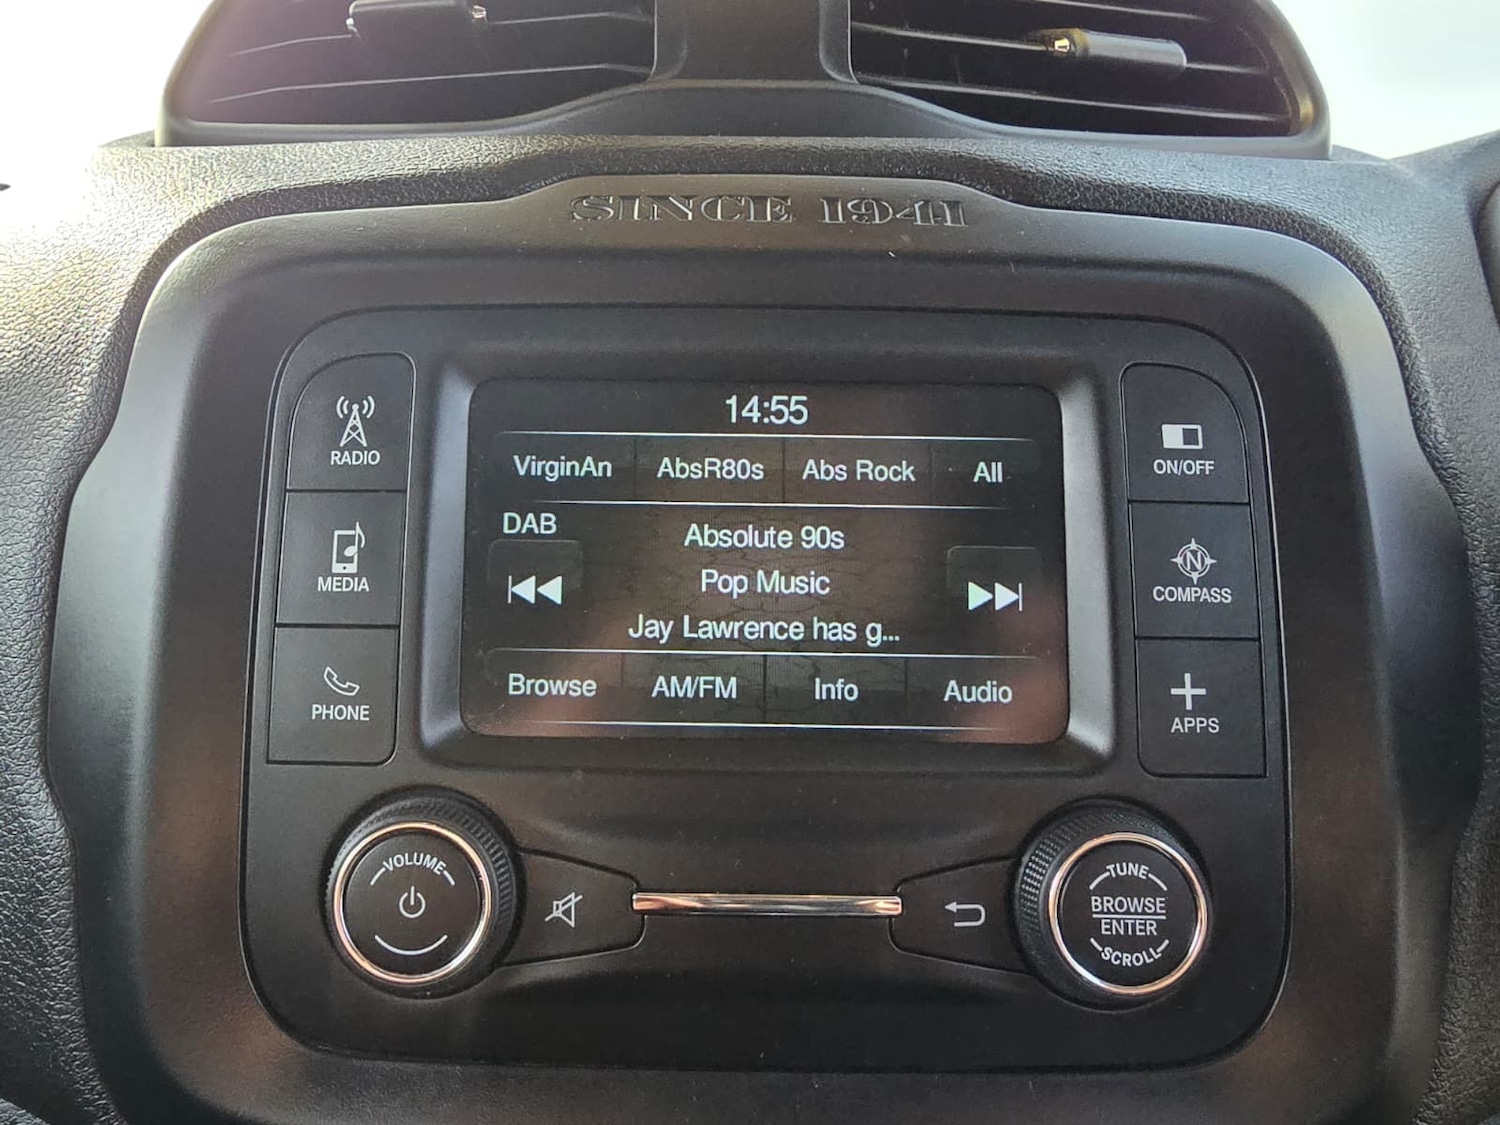 SINCE 1941
RADIO
MEDIA
PHONE
14:55
VirginAn AbsR80s Abs Rock All
DAB
Absolute 90s
Pop Music
Jay Lawrence has g...
Browse AM/FM Info Audio
ON/OFF
N
COMPASS
APPS
VOLUME
TUNE
BROWSE
ENTER
SCROLL